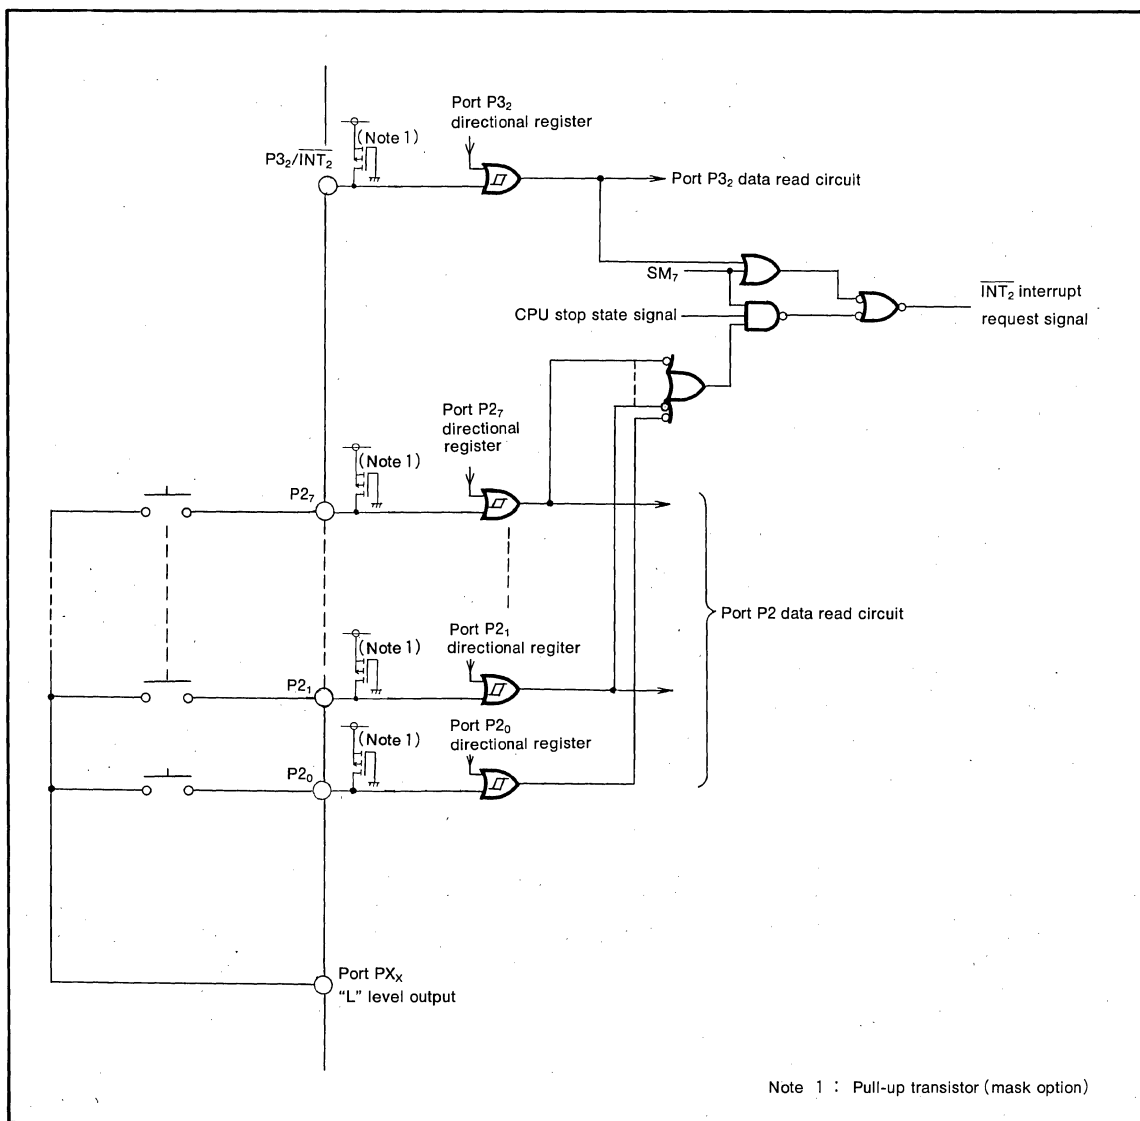 Port P3₂
directional register
(Note 1)
P3₂/I̅N̅T̅₂̅
Port P3₂ data read circuit
SM₇
I̅N̅T̅₂̅ interrupt
request signal
CPU stop state signal
Port P2₇
directional
register
(Note 1)
P2₇
Port P2 data read circuit
Port P2₁
directional regiter
(Note 1)
P2₁
Port P2₀
directional register
(Note 1)
P2₀
Port PXₓ
“L” level output
Note 1 : Pull-up transistor (mask option)